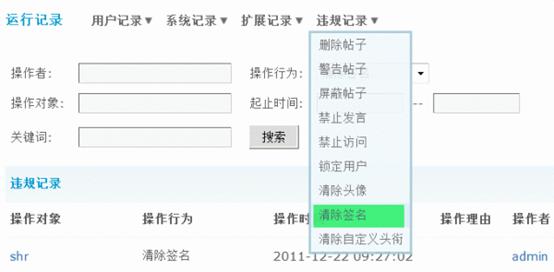 运行记录 用户记录▼ 系统记录▼ 扩展记录▼ 违规记录▼
删除帖子
操作者： 操作行为： 警告帖子
屏蔽帖子
操作对象： 起止时间： --
禁止发言
关键词： 搜索 禁止访问
锁定用户
违规记录 清除头像
操作对象 操作行为 操作时 清除签名 操作理由 操作者
清除自定义头衔
shr 清除签名 2011-12-22 09:27:02 admin